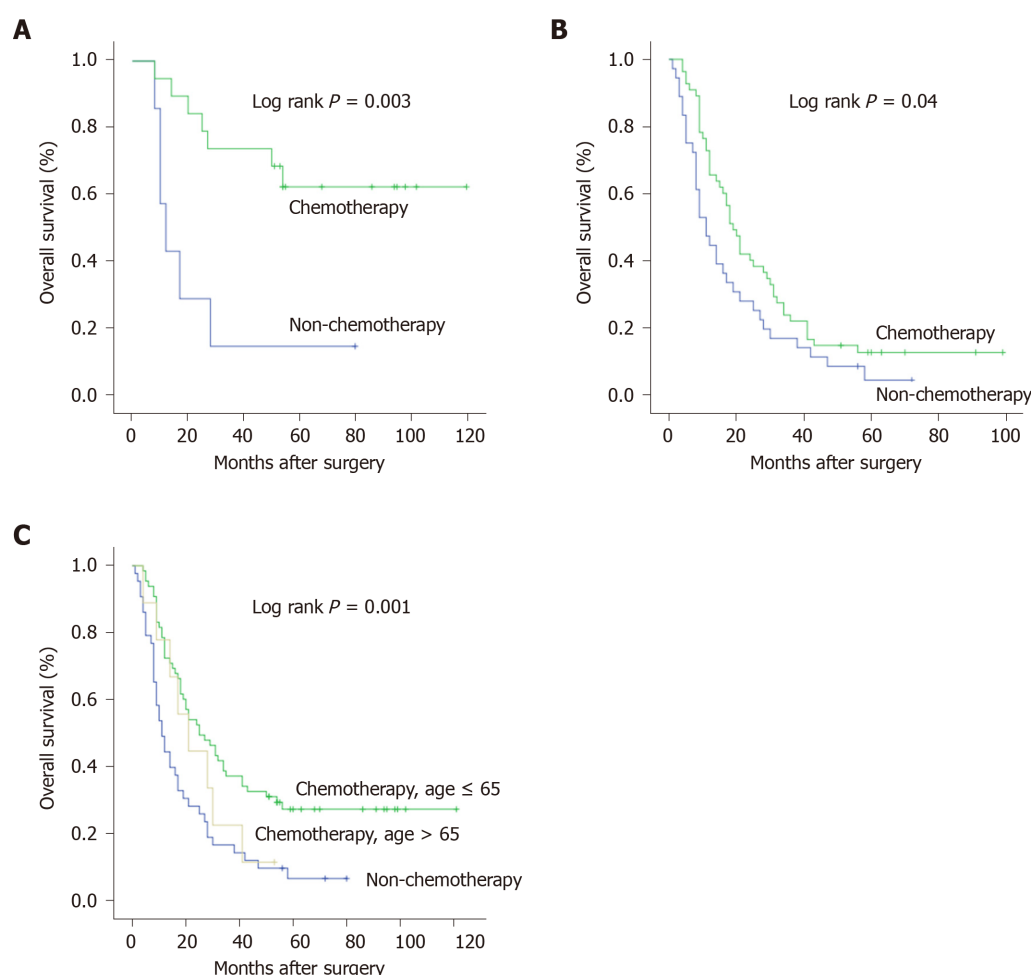 A
B
1.0
Log rank P = 0.003
0.8
0.6
Chemotherapy
0.4
Non-chemotherapy
0.2
0.0
Overall survival (%)
0 20 40 60 80 100 120
Months after surgery
1.0
Log rank P = 0.04
0.8
0.6
0.4
0.2
Chemotherapy
0.0
Non-chemotherapy
Overall survival (%)
0 20 40 60 80 100
Months after surgery
C
1.0
Log rank P = 0.001
0.8
0.6
0.4
Chemotherapy, age ≤ 65
0.2
Chemotherapy, age > 65
Non-chemotherapy
0.0
Overall survival (%)
0 20 40 60 80 100 120
Months after surgery